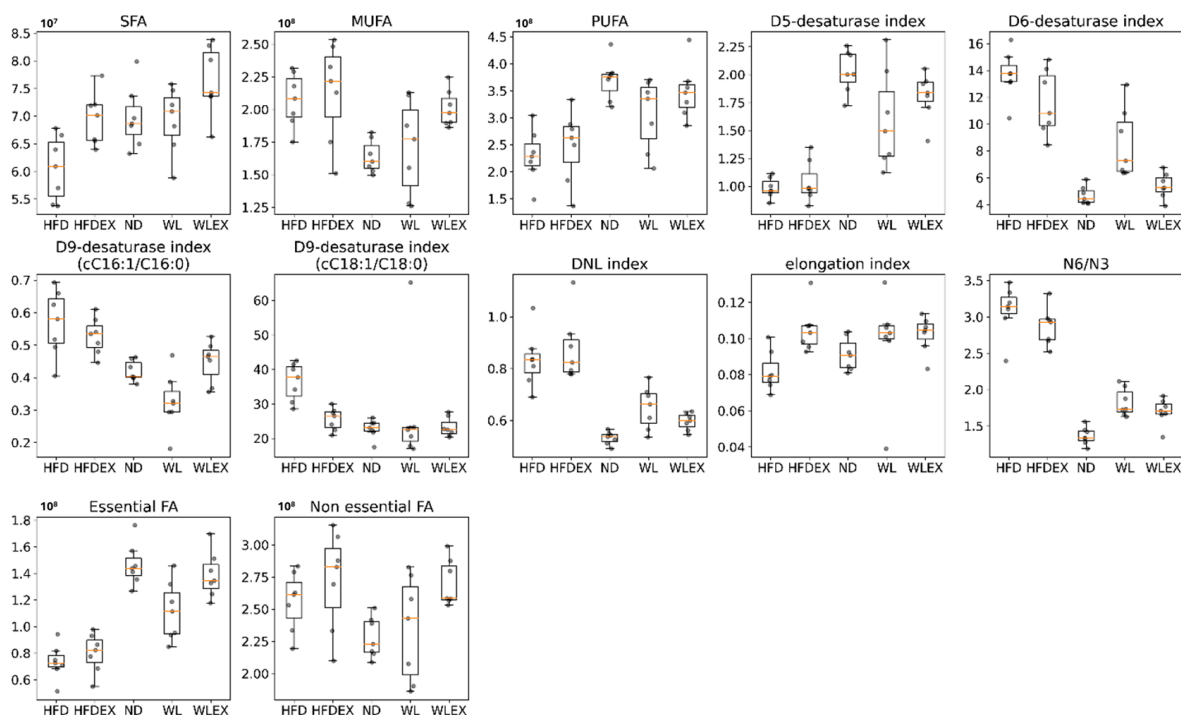 SFA
10⁷
8.5
8.0
7.5
7.0
6.5
6.0
5.5
HFD HFDEX ND WL WLEX
MUFA
10⁸
2.50
2.25
2.00
1.75
1.50
1.25
HFD HFDEX ND WL WLEX
PUFA
10⁸
4.5
4.0
3.5
3.0
2.5
2.0
1.5
HFD HFDEX ND WL WLEX
D5-desaturase index
2.25
2.00
1.75
1.50
1.25
1.00
HFD HFDEX ND WL WLEX
D6-desaturase index
16
14
12
10
8
6
4
HFD HFDEX ND WL WLEX
D9-desaturase index
(cC16:1/C16:0)
0.7
0.6
0.5
0.4
0.3
0.2
HFD HFDEX ND WL WLEX
D9-desaturase index
(cC18:1/C18:0)
60
50
40
30
20
HFD HFDEX ND WL WLEX
DNL index
1.0
0.8
0.6
HFD HFDEX ND WL WLEX
elongation index
0.12
0.10
0.08
0.06
0.04
HFD HFDEX ND WL WLEX
N6/N3
3.5
3.0
2.5
2.0
1.5
HFD HFDEX ND WL WLEX
Essential FA
10⁸
1.8
1.6
1.4
1.2
1.0
0.8
0.6
HFD HFDEX ND WL WLEX
Non essential FA
10⁸
3.00
2.75
2.50
2.25
2.00
HFD HFDEX ND WL WLEX